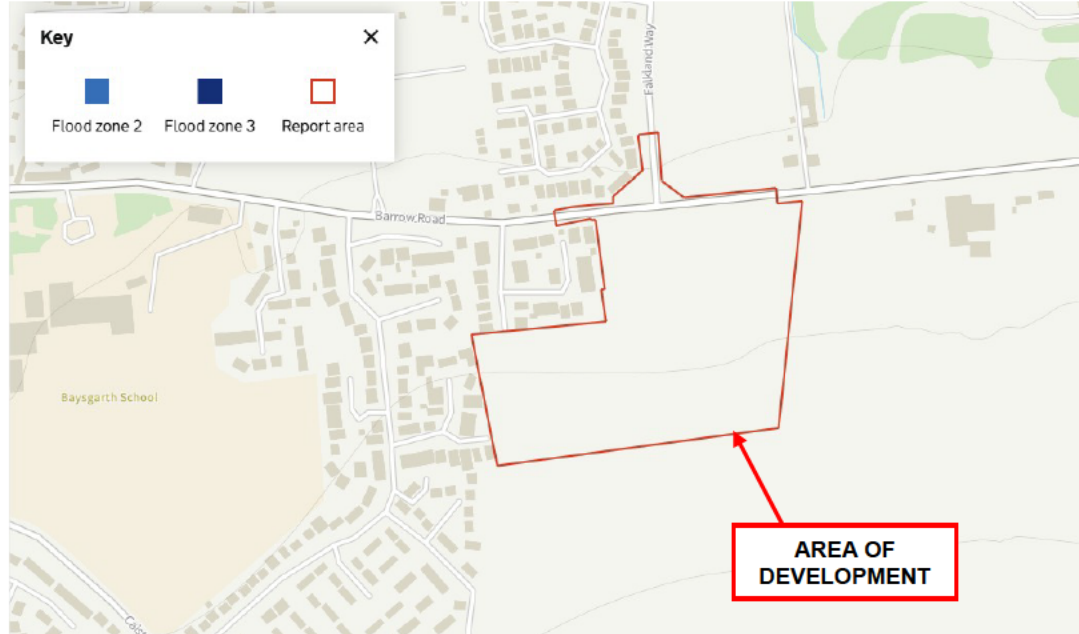 Key
Flood zone 2
Flood zone 3
Report area
Falkland Way
Barrow Road
Baysgarth School
AREA OF
DEVELOPMENT